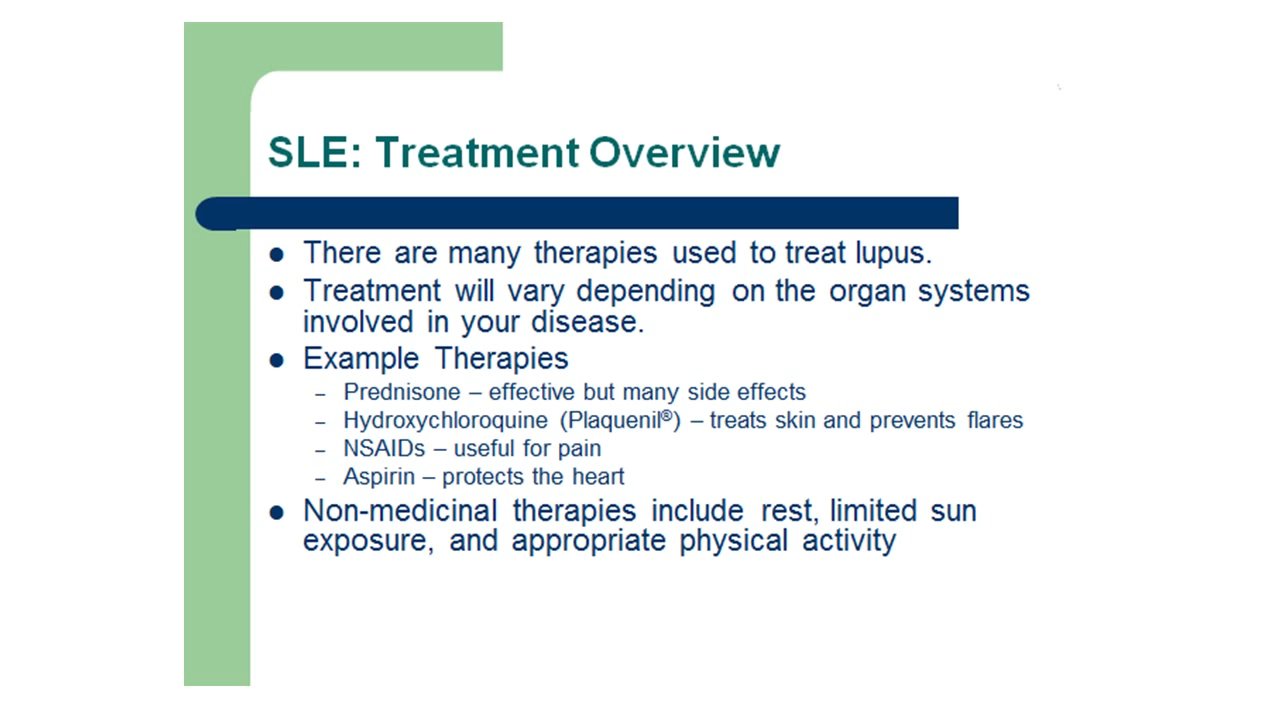 SLE: Treatment Overview
● There are many therapies used to treat lupus.
● Treatment will vary depending on the organ systems
involved in your disease.
● Example Therapies
– Prednisone – effective but many side effects
– Hydroxychloroquine (Plaquenil®) – treats skin and prevents flares
– NSAIDs – useful for pain
– Aspirin – protects the heart
● Non-medicinal therapies include rest, limited sun
exposure, and appropriate physical activity